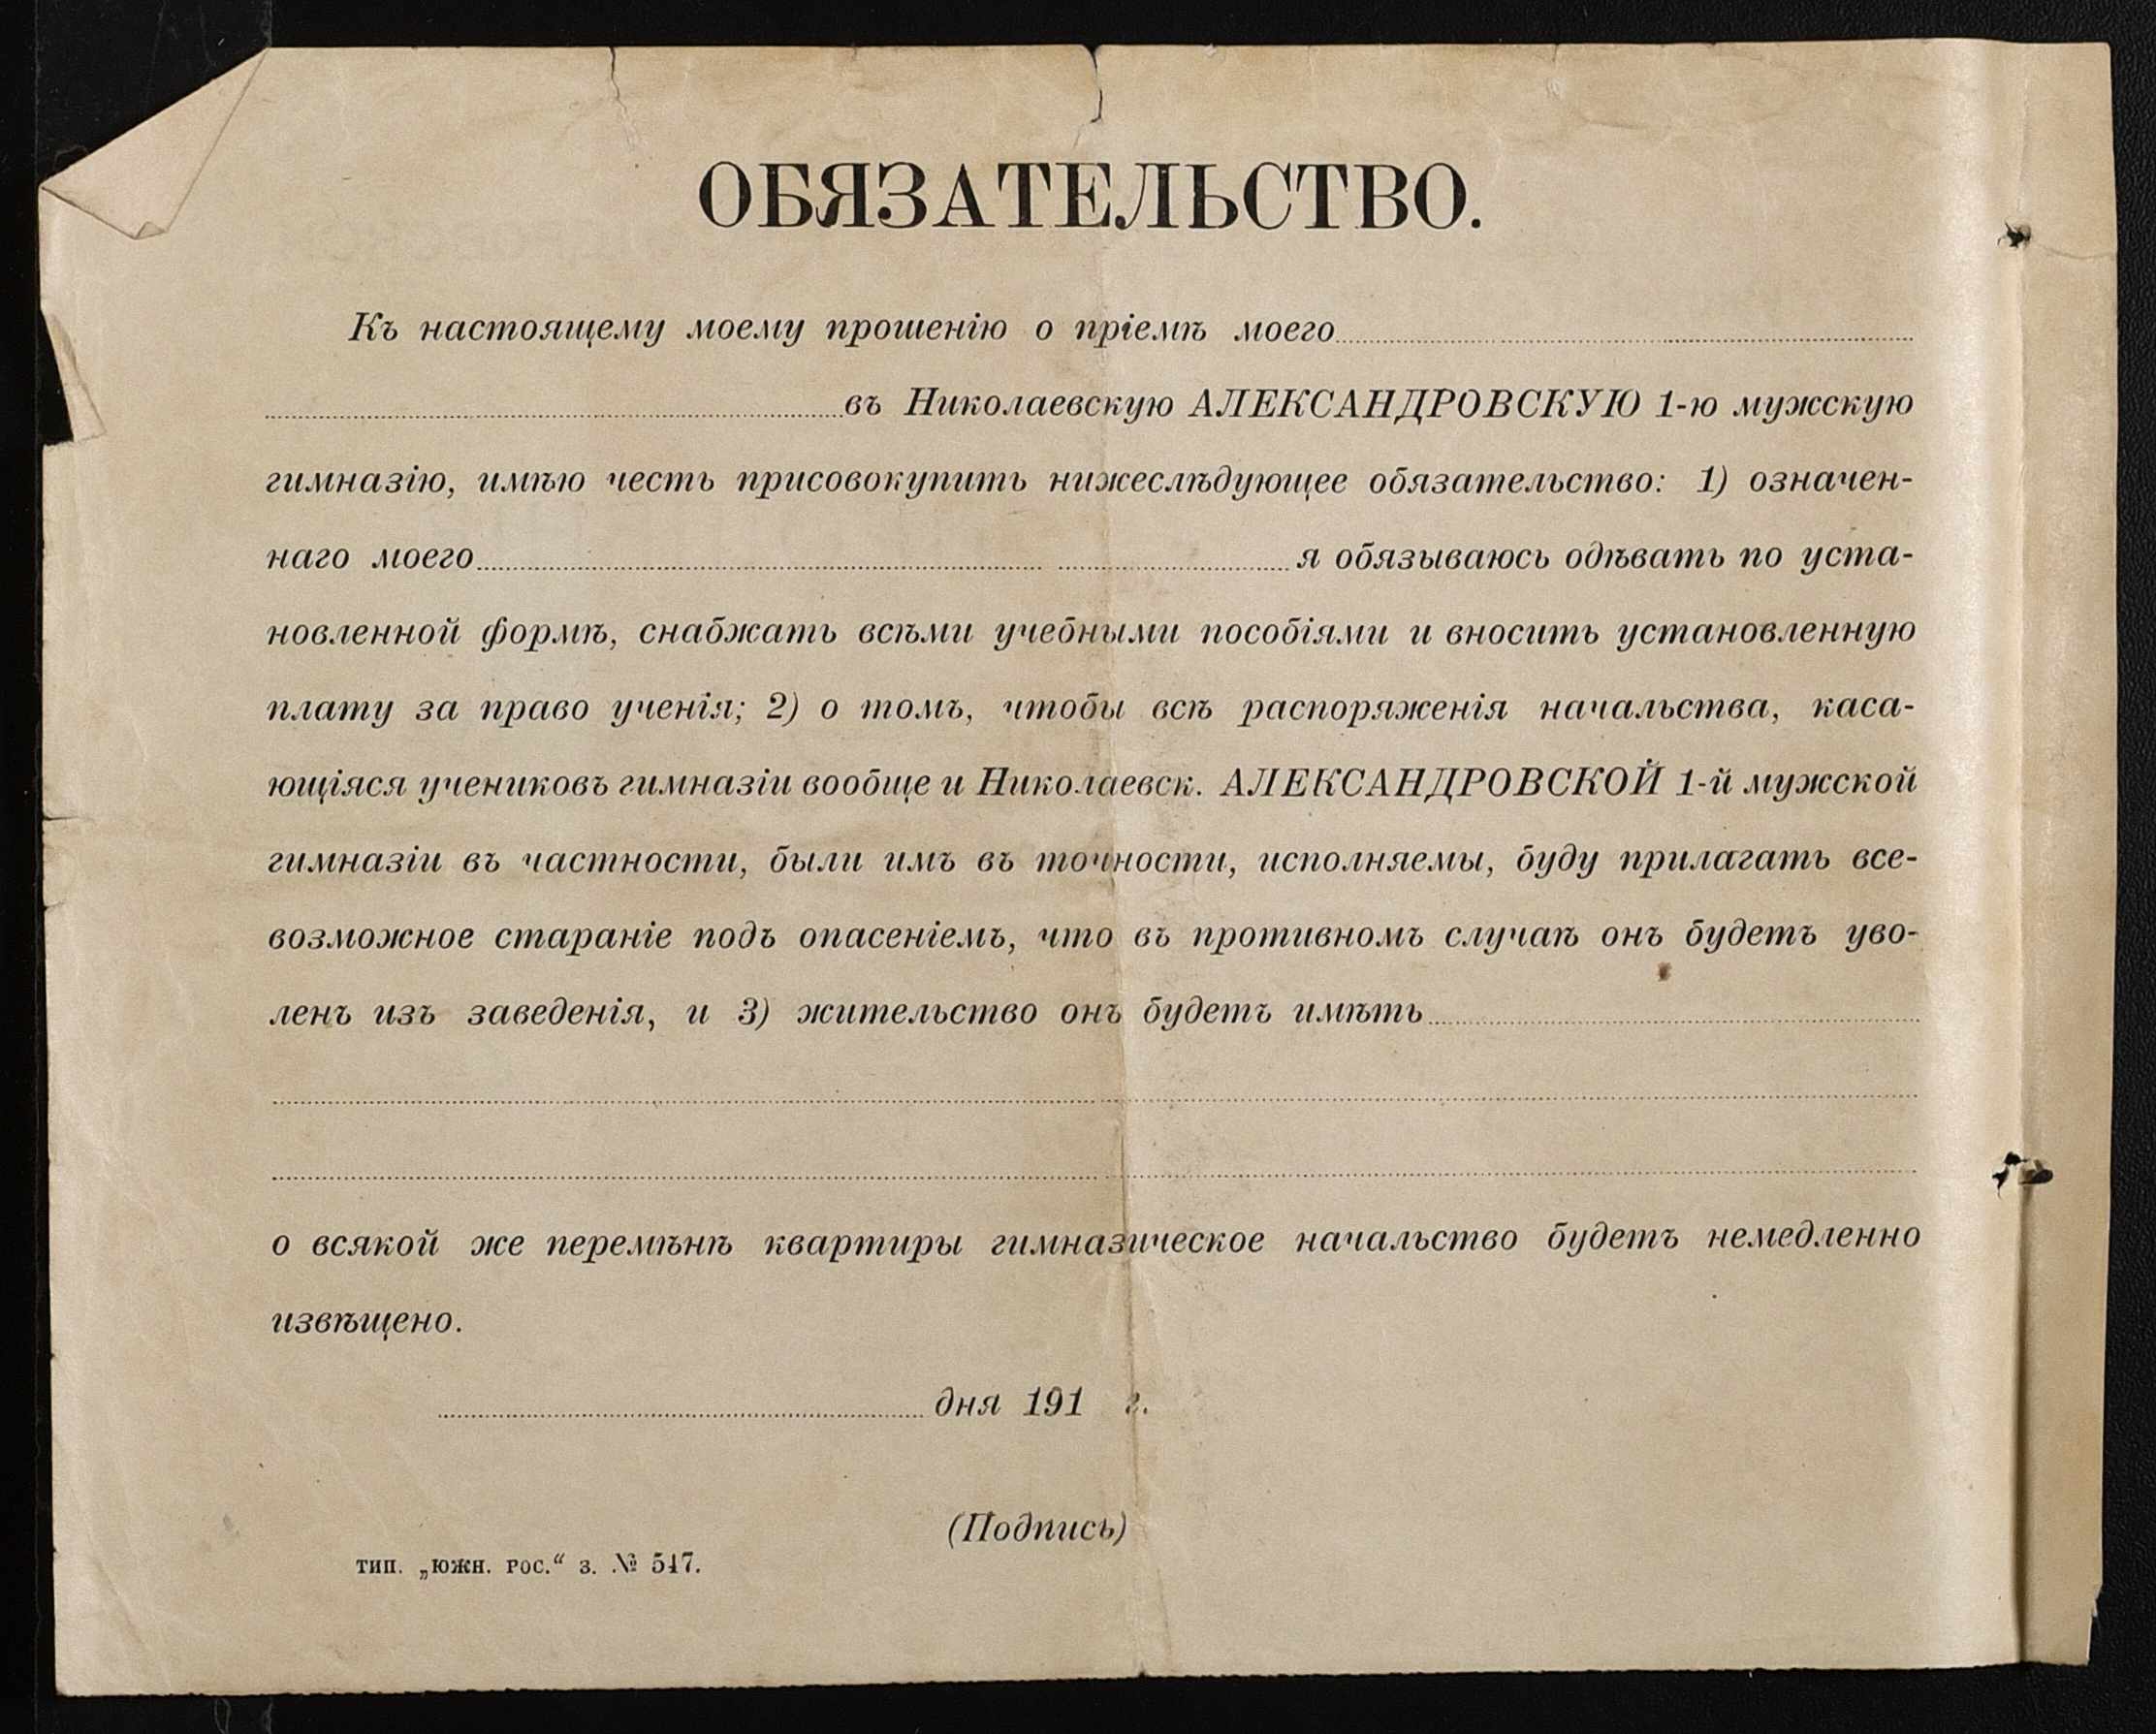 ОБЯЗАТЕЛЬСТВО.
Къ настоящему моему прошенію о пріемѣ моего
въ Николаевскую АЛЕКСАНДРОВСКУЮ 1-ю мужскую
гимназію, имѣю честь присовокупить нижеслѣдующее обязательство: 1) означен-
наго моего я обязываюсь одѣвать по уста-
новленной формѣ, снабжать всѣми учебными пособіями и вносить установленную
плату за право ученія; 2) о томъ, чтобы всѣ распоряженія начальства, каса-
ющіяся учениковъ гимназіи вообще и Николаевск. АЛЕКСАНДРОВСКОЙ 1-й мужской
гимназіи въ частности, были имъ въ точности, исполняемы, буду прилагать все-
возможное стараніе подъ опасеніемъ, что въ противномъ случаѣ онъ будетъ уво-
ленъ изъ заведенія, и 3) жительство онъ будетъ имѣть
о всякой же перемѣнѣ квартиры гимназическое начальство будетъ немедленно
извѣщено.
дня 191 г.
(Подпись)
тип. „южн. рос.“ з. № 547.